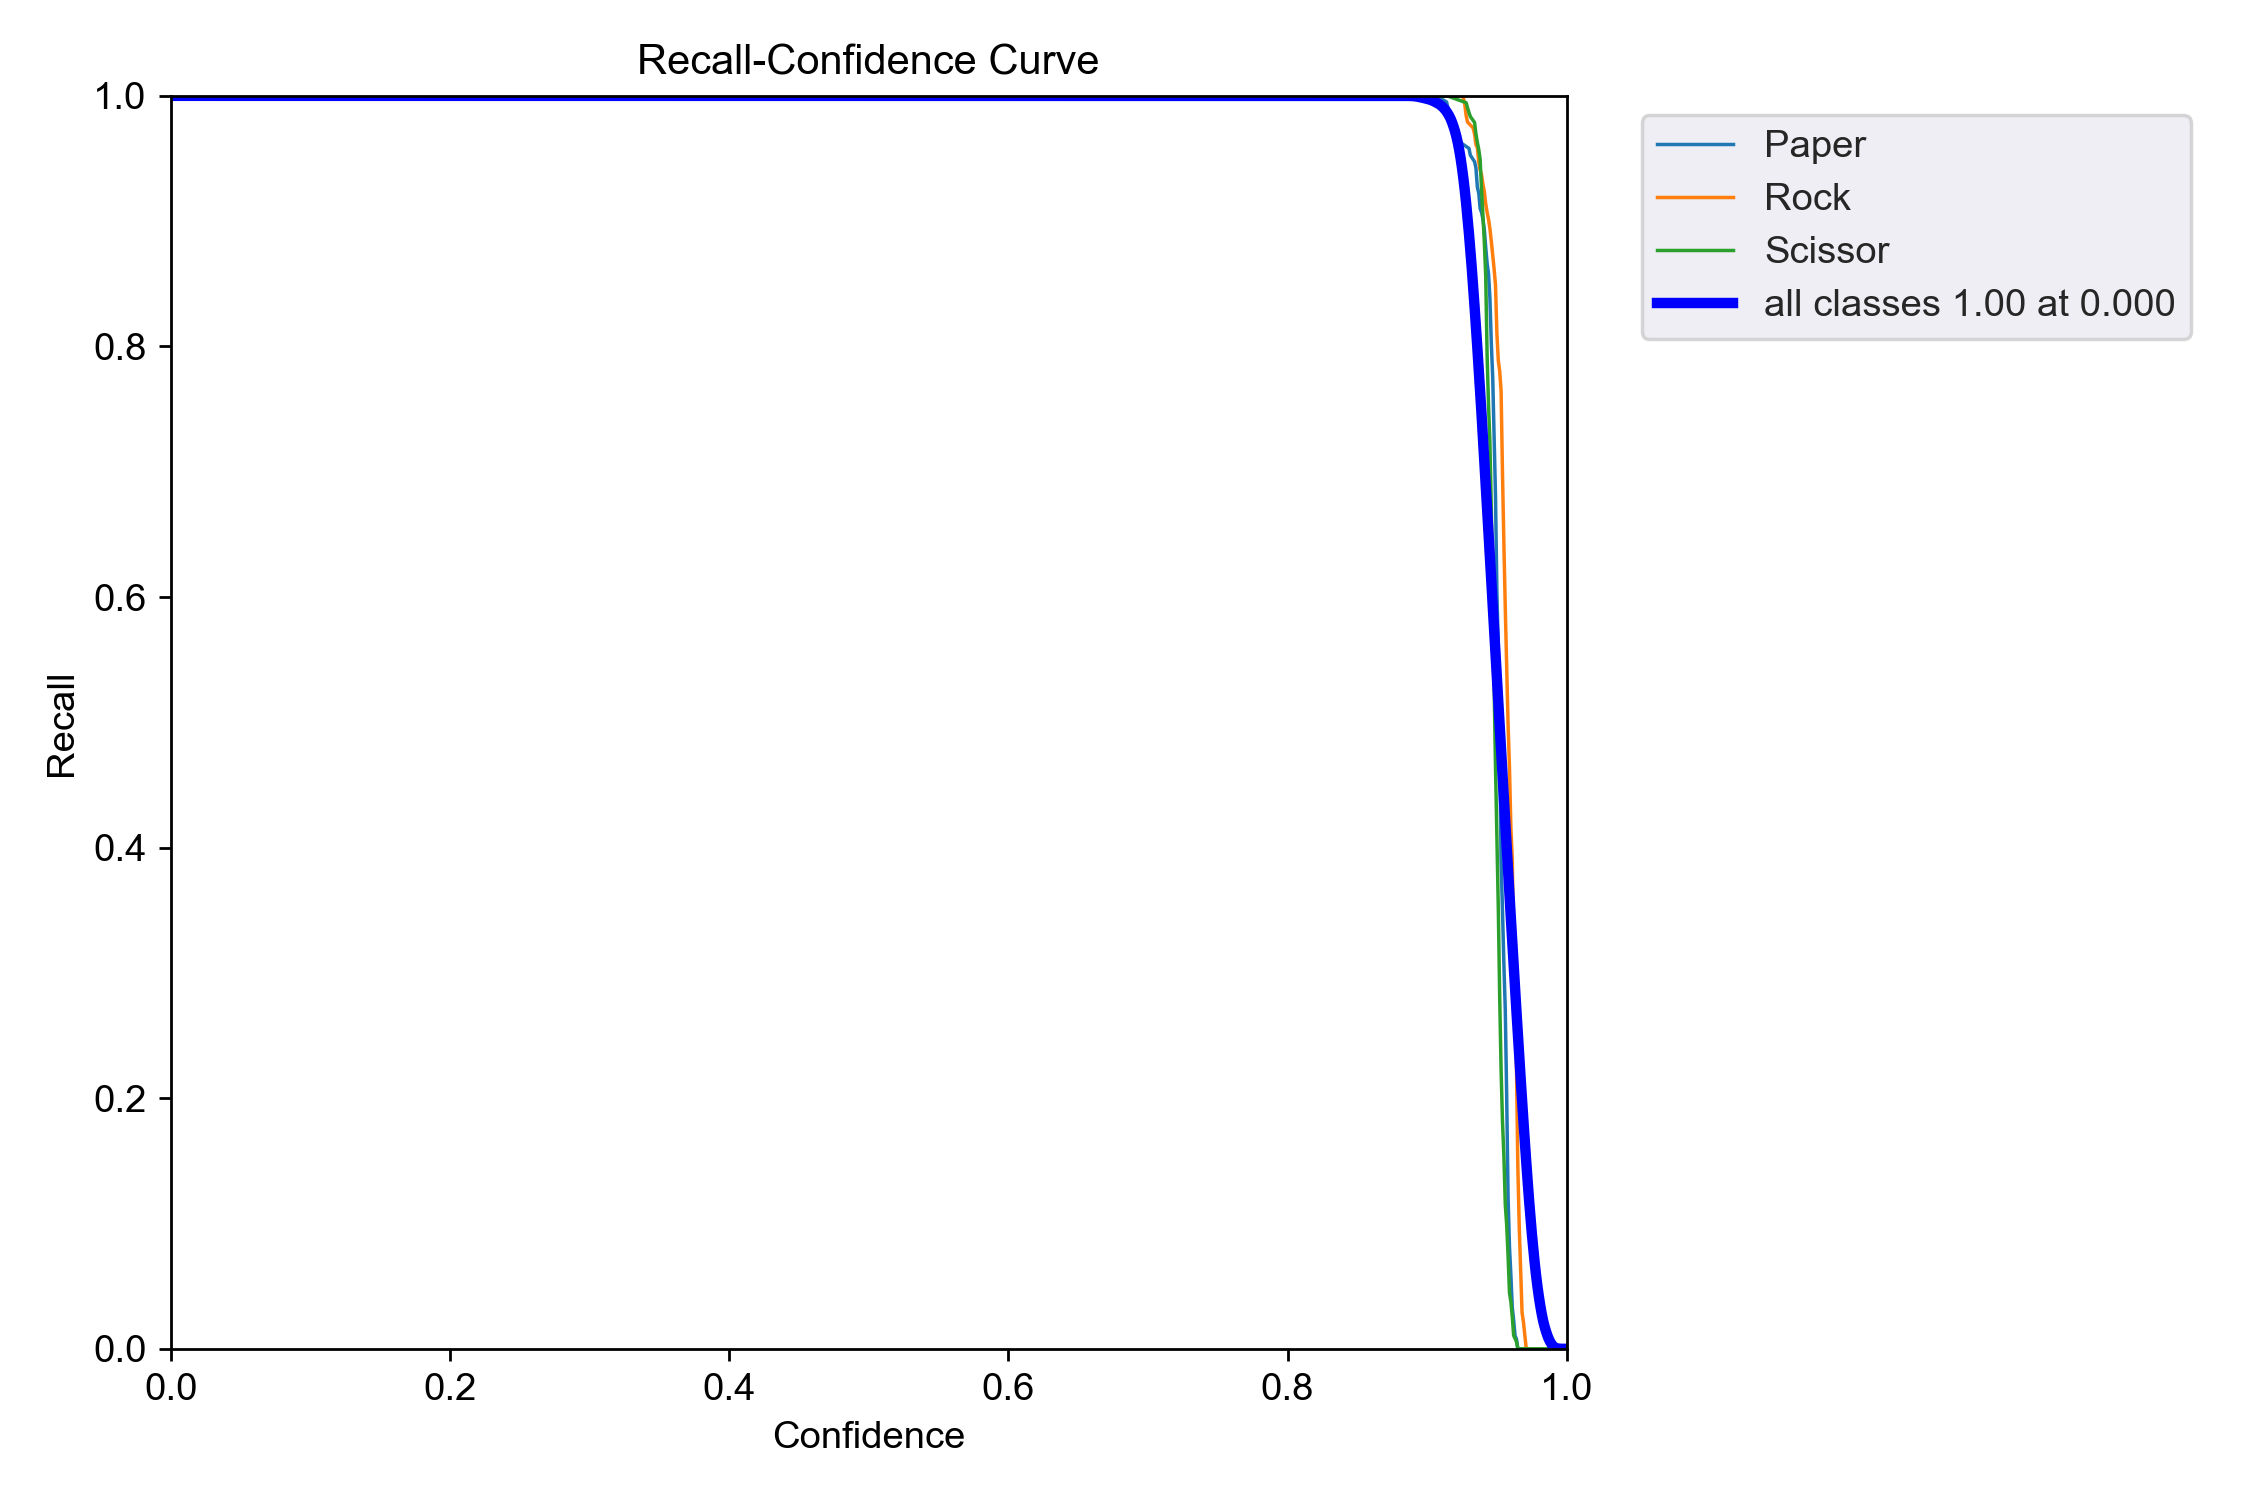 Recall-Confidence Curve
1.0
0.8
0.6
0.4
0.2
0.0
Recall
0.0 0.2 0.4 0.6 0.8 1.0
Confidence
Paper
Rock
Scissor
all classes 1.00 at 0.000